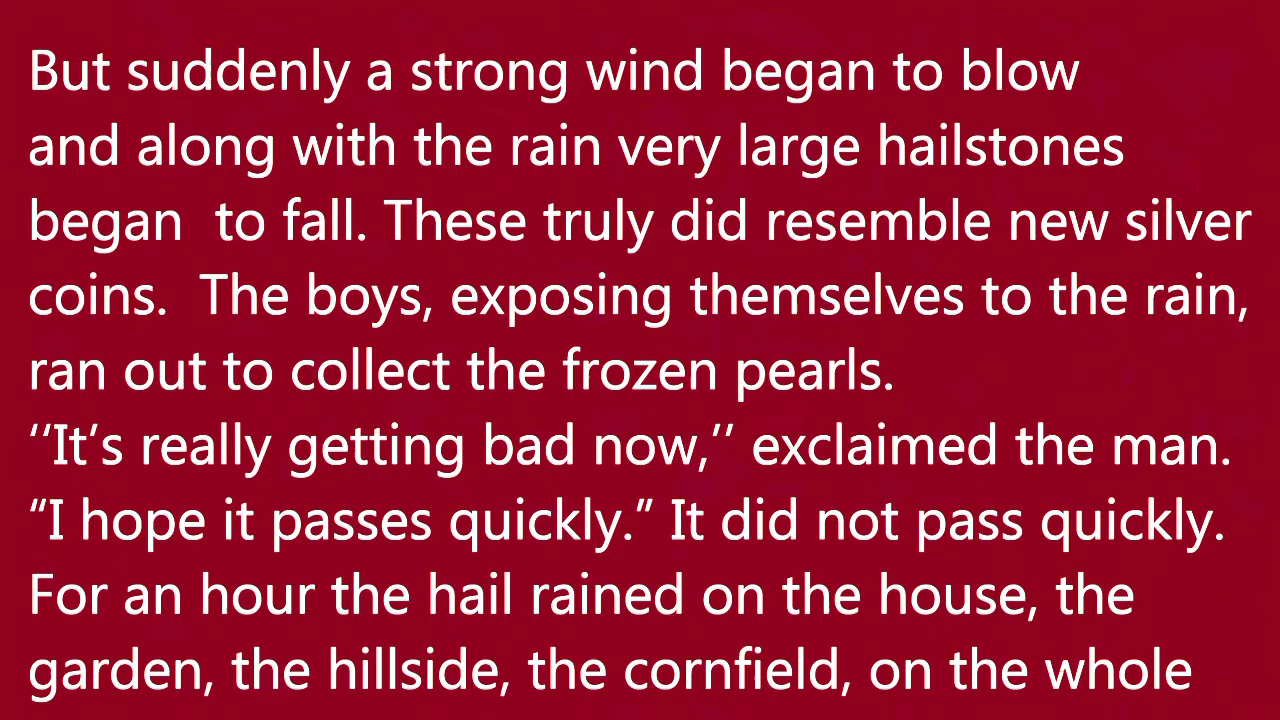 But suddenly a strong wind began to blow
and along with the rain very large hailstones
began  to fall. These truly did resemble new silver
coins.  The boys, exposing themselves to the rain,
ran out to collect the frozen pearls.
‘‘It’s really getting bad now,’’ exclaimed the man.
“I hope it passes quickly.” It did not pass quickly.
For an hour the hail rained on the house, the
garden, the hillside, the cornfield, on the whole